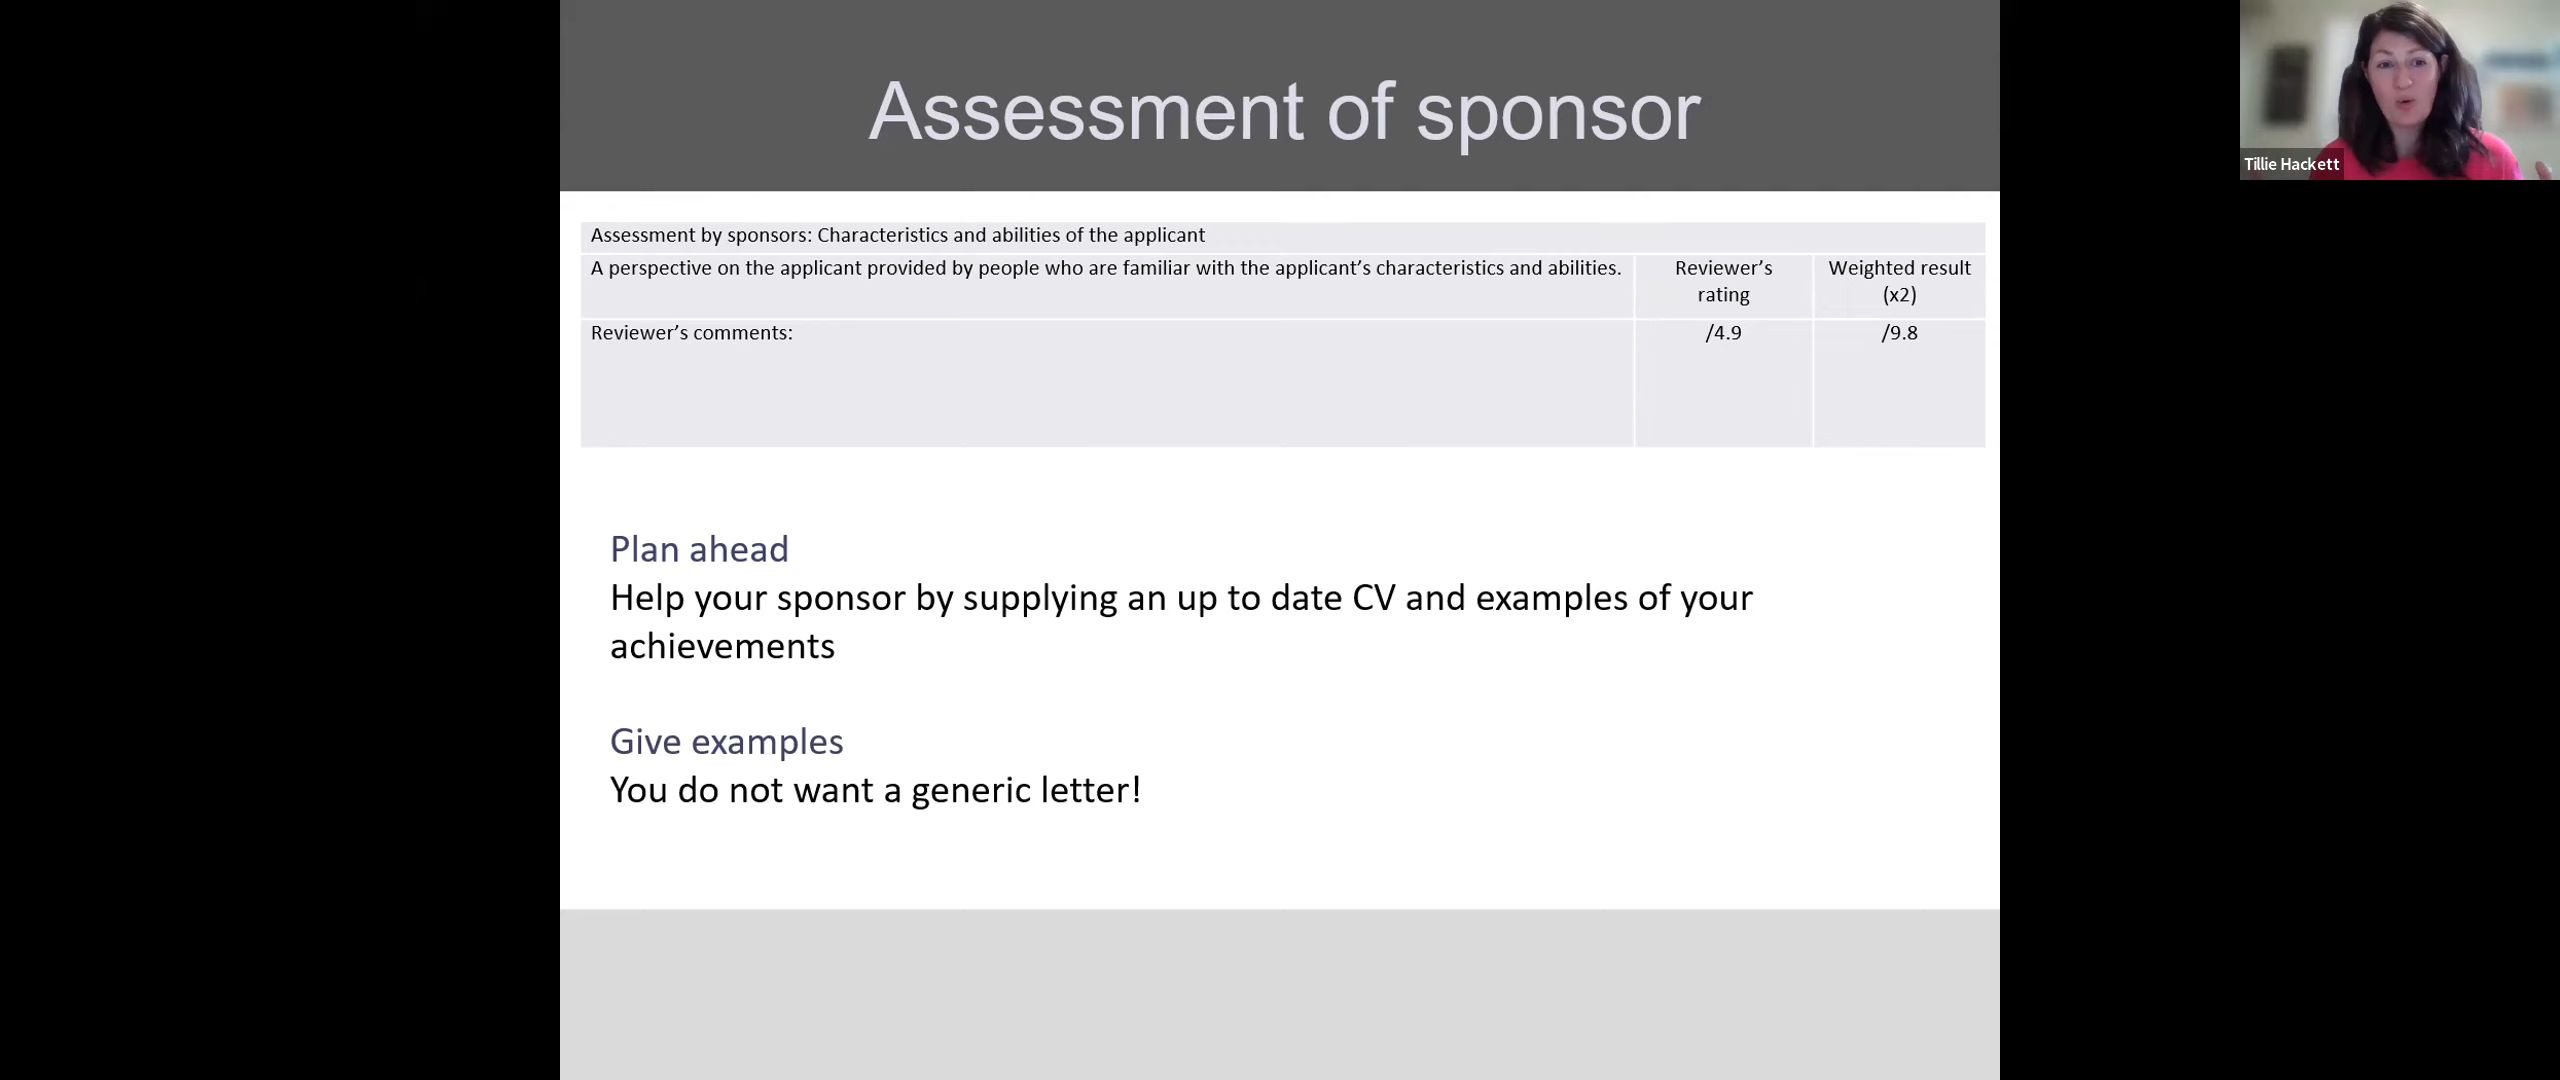 Assessment of sponsor
Tillie Hackett
Assessment by sponsors: Characteristics and abilities of the applicant
A perspective on the applicant provided by people who are familiar with the applicant’s characteristics and abilities.
Reviewer’s
rating
Weighted result
(x2)
Reviewer’s comments:
/4.9
/9.8
Plan ahead
Help your sponsor by supplying an up to date CV and examples of your
achievements
Give examples
You do not want a generic letter!